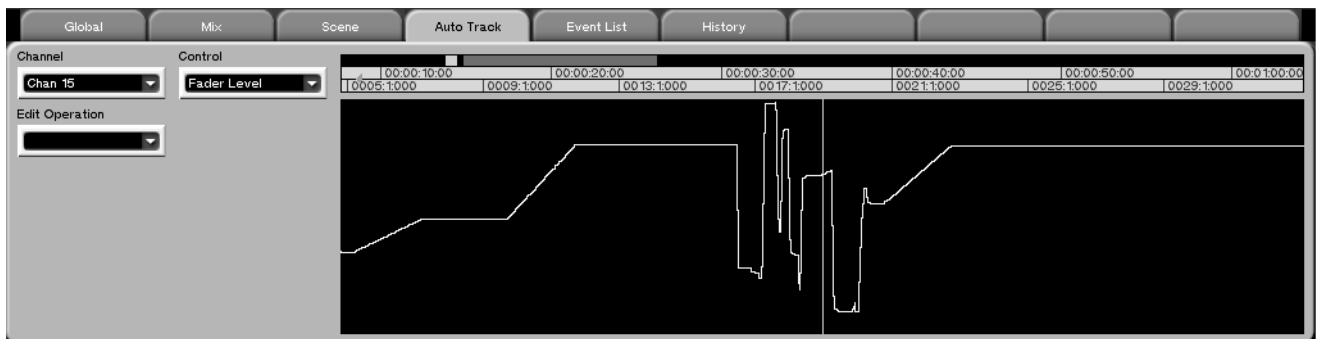 Global Mix Scene Auto Track Event List History
Channel Control
Chan 15 Fader Level
Edit Operation
00:00:10:00 00:00:20:00 00:00:30:00 00:00:40:00 00:00:50:00 00:01:00:00
0005:1:000 0009:1:000 0013:1:000 0017:1:000 0021:1:000 0025:1:000 0029:1:000